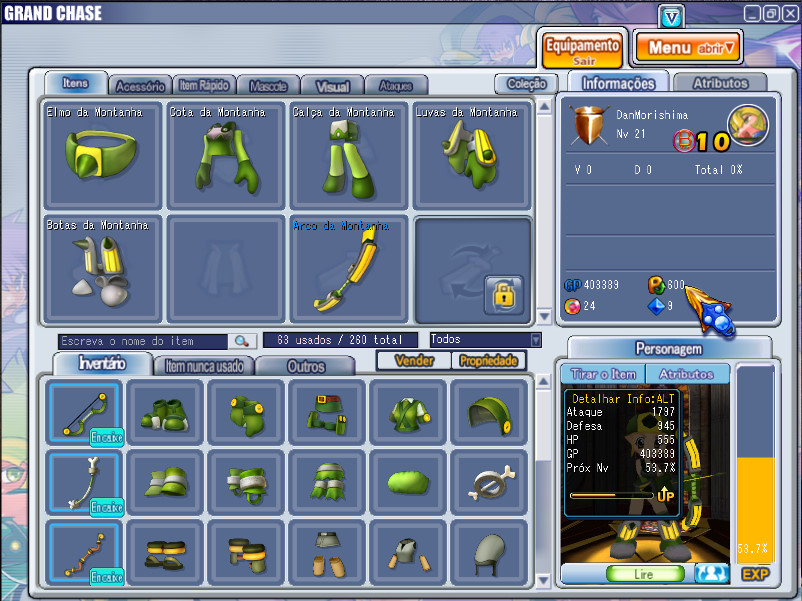 GRAND CHASE
V
Equipamento
Sair
Menu abrir
Itens
Acessório
Item Rápido
Mascote
Visual
Ataques
Coleção
Informações
Atributos
Elmo da Montanha
Cota da Montanha
Calça da Montanha
Luvas da Montanha
DanMorishima
Nv 21
B 10
V 0
D 0
Total 0%
Botas da Montanha
Arco da Montanha
GP 403389
600
24
9
Escreva o nome do item
63 usados / 260 total
Todos
Personagem
Inventário
Item nunca usado
Outros
Vender
Propriedade
Tirar o Item
Atributos
Encaixe
Encaixe
Encaixe
Detalhar Info:ALT
Ataque 1797
Defesa 945
HP 555
GP 403389
Próx Nv 53.7%
UP
53.7%
Lire
EXP